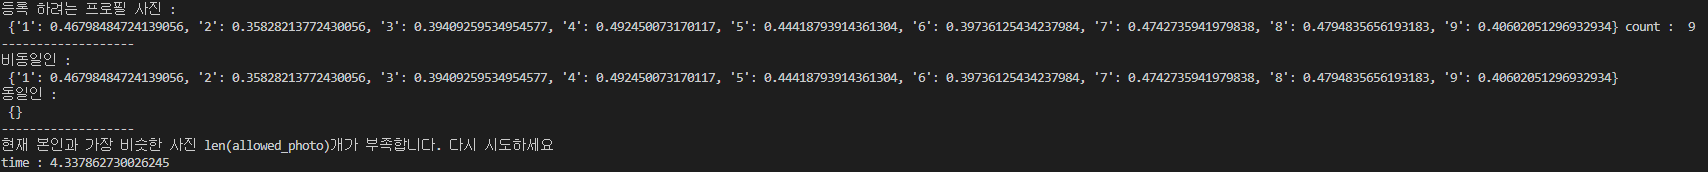 등록 하려는 프로필 사진 :
{'1': 0.46798484724139056, '2': 0.35828213772430056, '3': 0.39409259534954577, '4': 0.492450073170117, '5': 0.44418793914361304, '6': 0.39736125434237984, '7': 0.4742735941979838, '8': 0.4794835656193183, '9': 0.40602051296932934} count :  9
-------------------
비동일인 :
{'1': 0.46798484724139056, '2': 0.35828213772430056, '3': 0.39409259534954577, '4': 0.492450073170117, '5': 0.44418793914361304, '6': 0.39736125434237984, '7': 0.4742735941979838, '8': 0.4794835656193183, '9': 0.40602051296932934}
동일인 :
{}
-------------------
현재 본인과 가장 비슷한 사진 len(allowed_photo)개가 부족합니다. 다시 시도하세요
time : 4.337862730026245